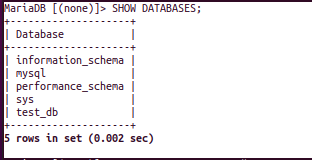 MariaDB [(none)]> SHOW DATABASES;
+--------------------+
| Database           |
+--------------------+
| information_schema |
| mysql              |
| performance_schema |
| sys                |
| test_db            |
+--------------------+
5 rows in set (0.002 sec)